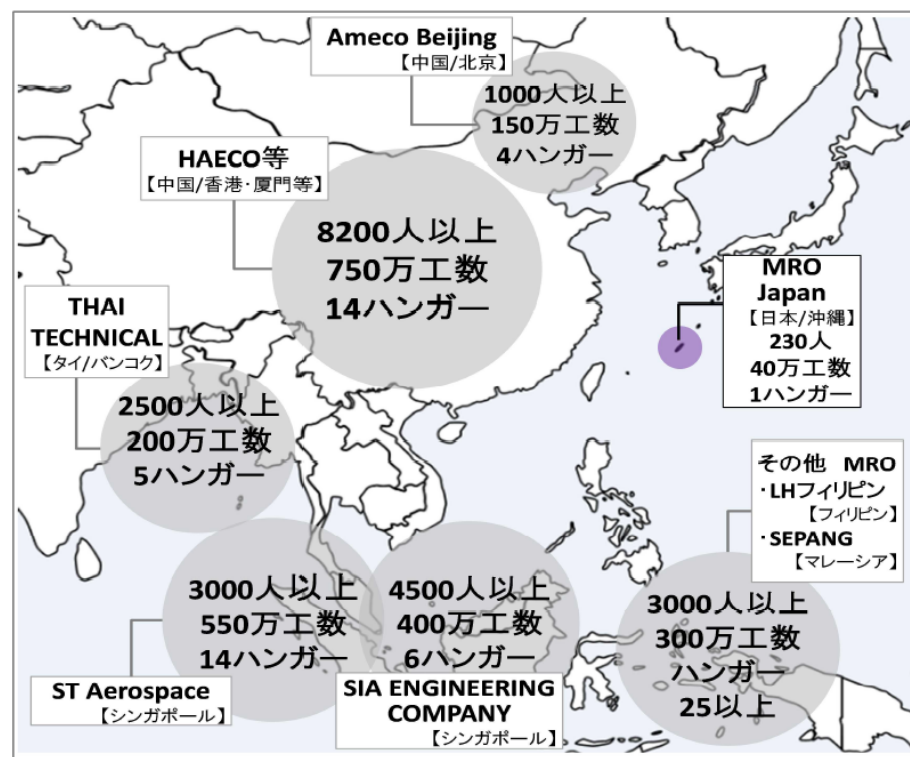 Ameco Beijing
【中国/北京】
1000人以上
150万工数
4ハンガー
HAECO等
【中国/香港・厦門等】
8200人以上
750万工数
14ハンガー
MRO
Japan
【日本/沖縄】
230人
40万工数
1ハンガー
THAI
TECHNICAL
【タイ/バンコク】
2500人以上
200万工数
5ハンガー
その他 MRO
・LHフィリピン
【フィリピン】
・SEPANG
【マレーシア】
3000人以上
550万工数
14ハンガー
ST Aerospace
【シンガポール】
4500人以上
400万工数
6ハンガー
SIA ENGINEERING
COMPANY
【シンガポール】
3000人以上
300万工数
ハンガー
25以上